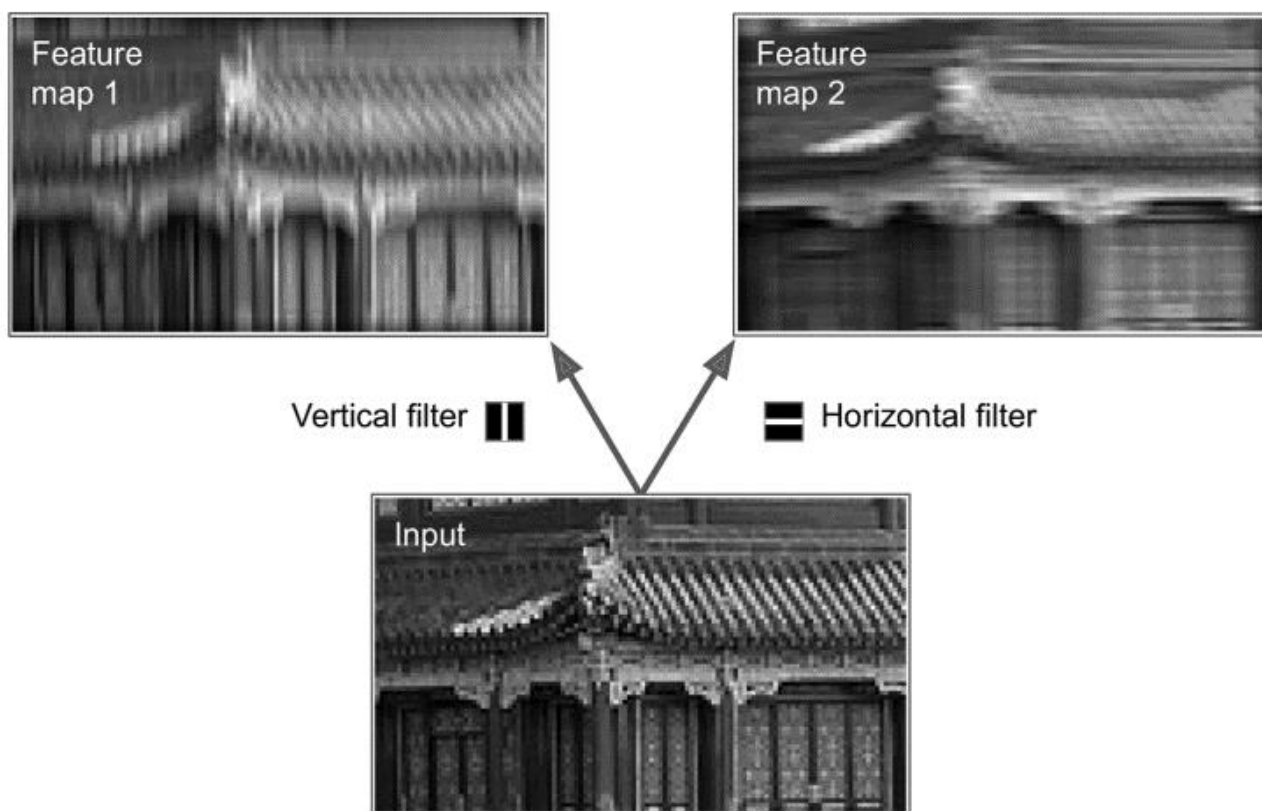 Feature
map 1
Feature
map 2
Vertical filter
Horizontal filter
Input